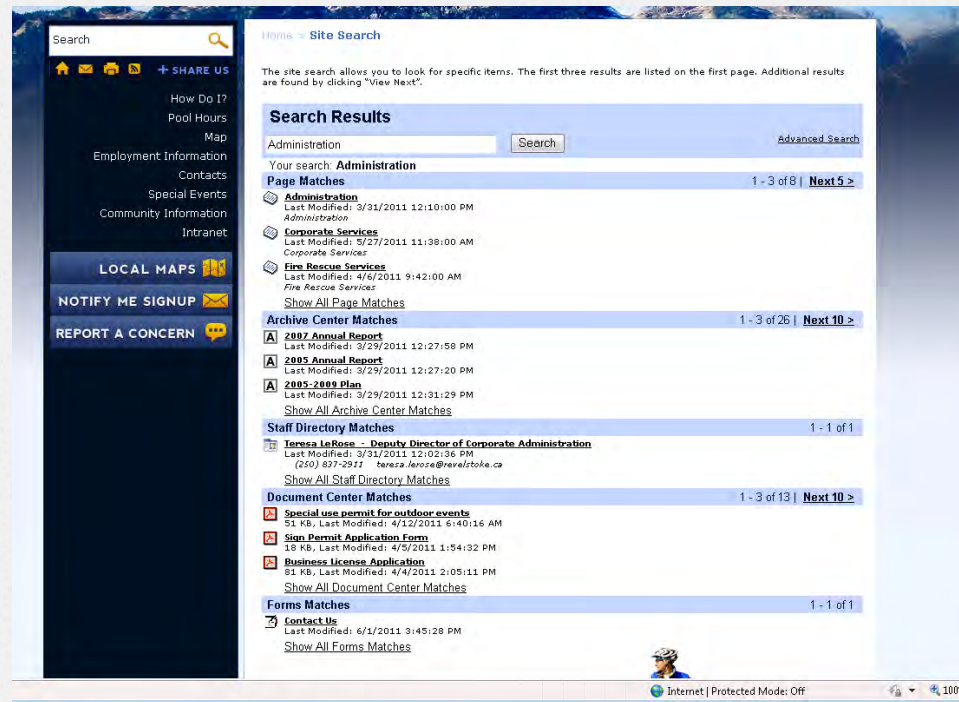 Search
+ SHARE US
How Do I?
Pool Hours
Map
Employment Information
Contacts
Special Events
Community Information
Intranet
LOCAL MAPS
NOTIFY ME SIGNUP
REPORT A CONCERN
Home > Site Search
The site search allows you to look for specific items. The first three results are listed on the first page. Additional results
are found by clicking "View Next".
Search Results
Administration Search Advanced Search
Your search: Administration
Page Matches 1 - 3 of 8 | Next 5 >
Administration
Last Modified: 3/31/2011 12:10:00 PM
Administration
Corporate Services
Last Modified: 5/27/2011 11:38:00 AM
Corporate Services
Fire Rescue Services
Last Modified: 4/6/2011 9:42:00 AM
Fire Rescue Services
Show All Page Matches
Archive Center Matches 1 - 3 of 26 | Next 10 >
A 2007 Annual Report
Last Modified: 3/29/2011 12:27:58 PM
A 2005 Annual Report
Last Modified: 3/29/2011 12:27:20 PM
A 2005-2009 Plan
Last Modified: 3/29/2011 12:31:29 PM
Show All Archive Center Matches
Staff Directory Matches 1 - 1 of 1
Teresa LeRose - Deputy Director of Corporate Administration
Last Modified: 3/31/2011 12:02:36 PM
(250) 837-2911 teresa.lerose@revelstoke.ca
Show All Staff Directory Matches
Document Center Matches 1 - 3 of 13 | Next 10 >
Special use permit for outdoor events
51 KB, Last Modified: 4/12/2011 6:40:16 AM
Sign Permit Application Form
18 KB, Last Modified: 4/5/2011 1:54:32 PM
Business License Application
81 KB, Last Modified: 4/4/2011 2:05:11 PM
Show All Document Center Matches
Forms Matches 1 - 1 of 1
Contact Us
Last Modified: 6/1/2011 3:45:28 PM
Show All Forms Matches
Internet | Protected Mode: Off 100%